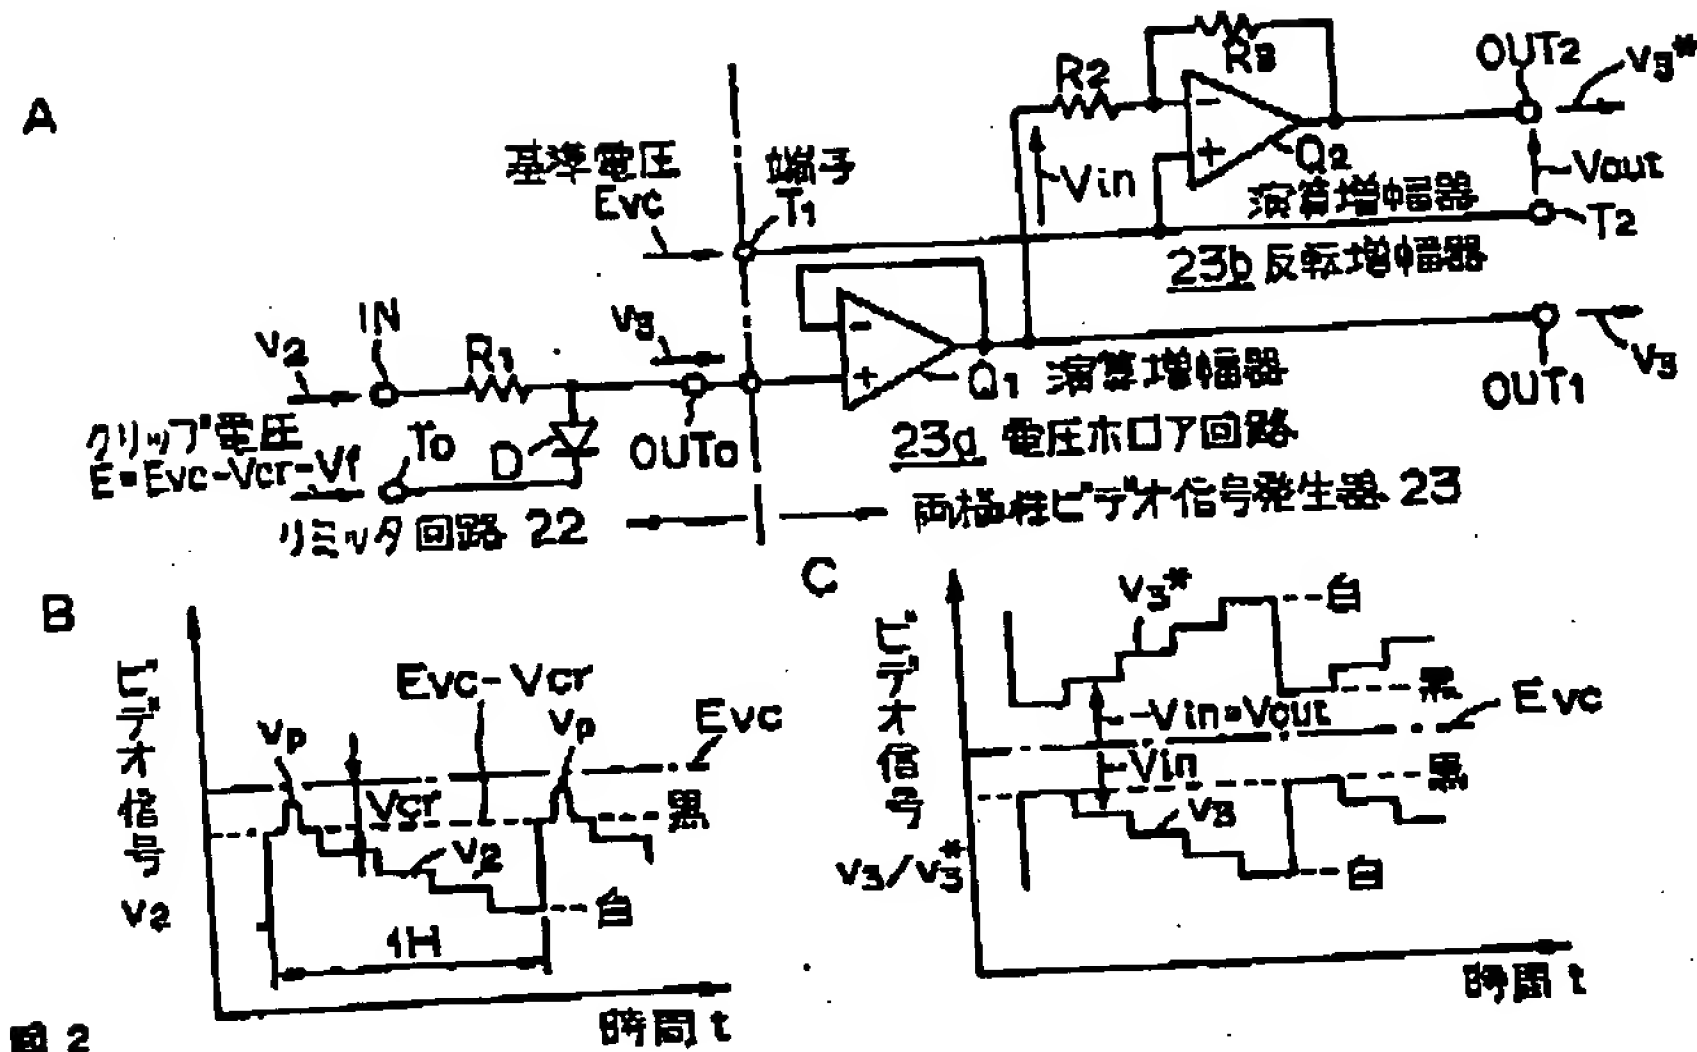 A
基準電圧
Evc
端子
T1
R2
R3
Vin
Q2
演算増幅器
OUT2
v3*
Vout
T2
23b 反転増幅器
v2
IN
R1
v3
クリップ電圧
E=Evc-Vcr-Vf
To
D
OUTo
リミッタ回路 22
Q1 演算増幅器
23a 電圧ホロア回路
OUT1
v3
両極性ビデオ信号発生器 23
B
ビデオ信号
v2
vp
Evc-Vcr
vp
Evc
Vcr
黒
v2
白
1H
時間 t
C
ビデオ信号
v3/v3*
v3*
白
黒
Evc
-Vin=Vout
Vin
黒
v3
白
時間 t
図 2